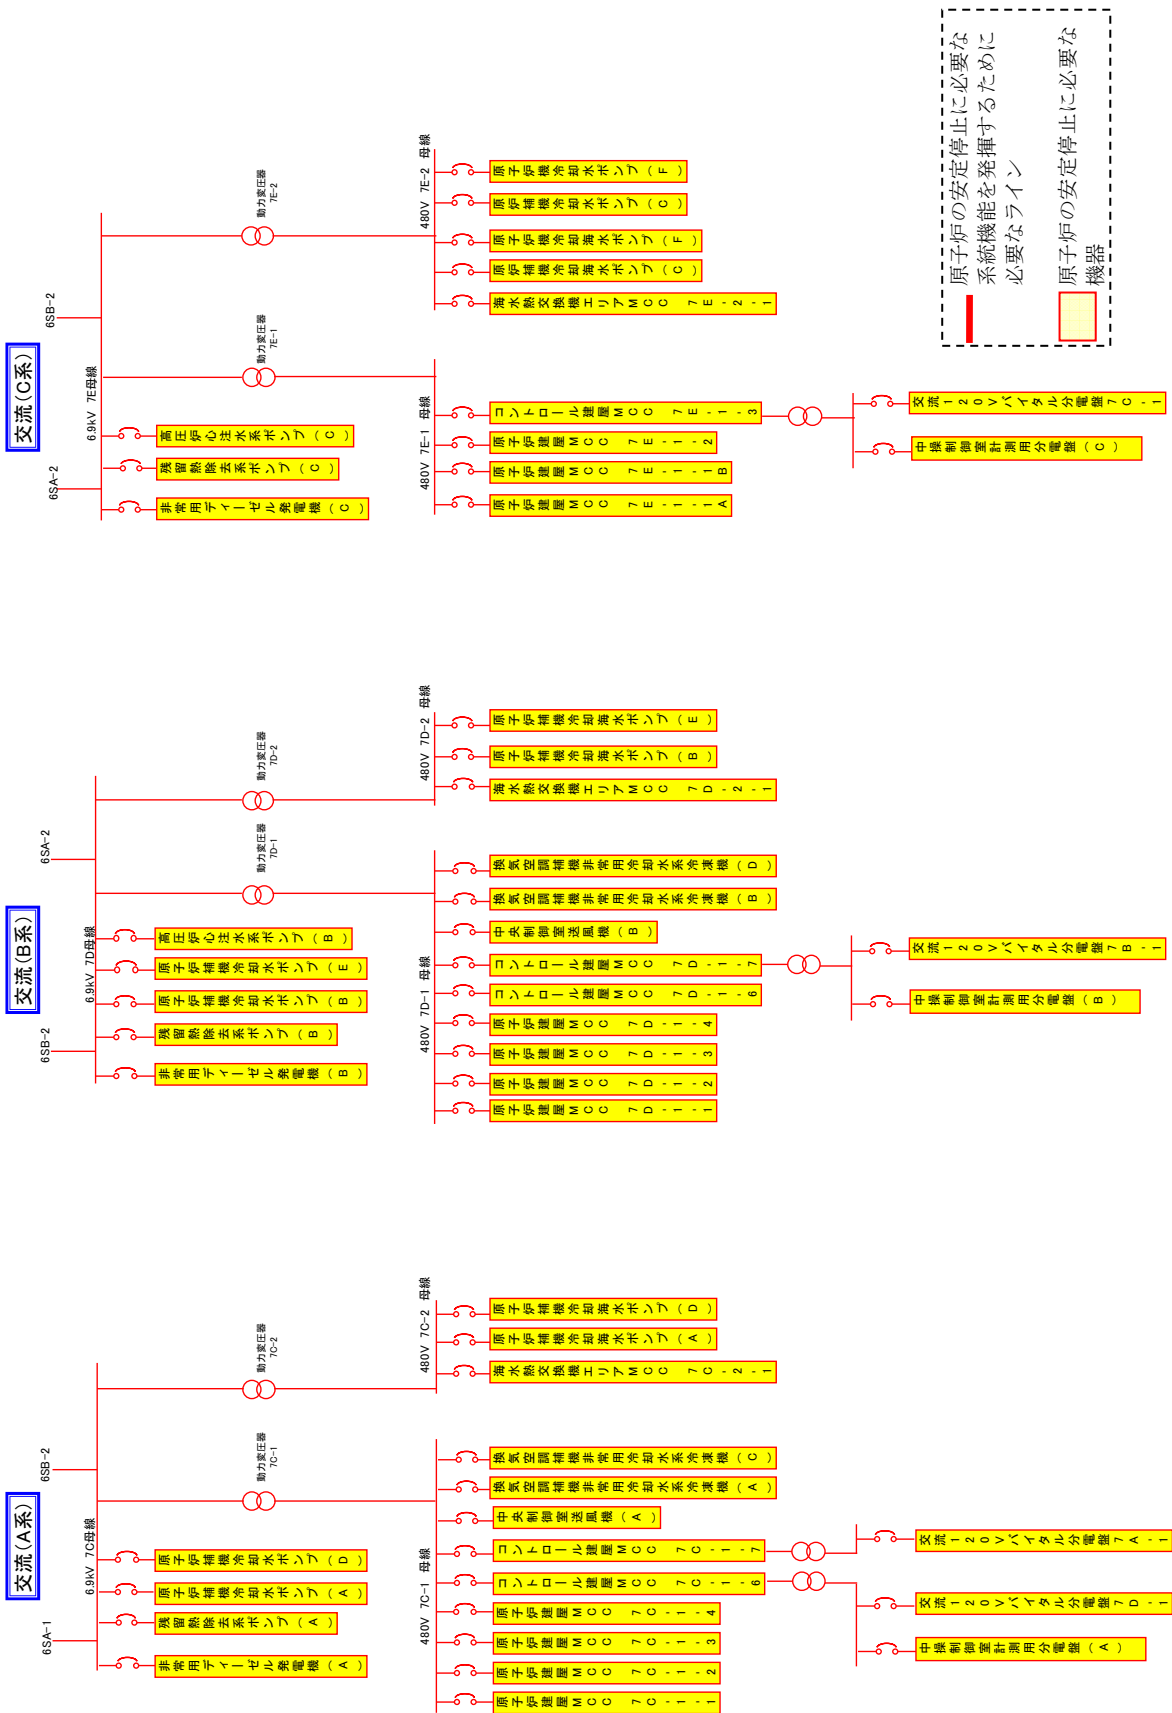 交流(A系)
6SA-1
6SB-2
6.9kV 7C母線
非常用ディーゼル発電機(A)
残留熱除去系ポンプ(A)
原子炉補機冷却水ポンプ(A)
原子炉補機冷却水ポンプ(D)
動力変圧器
7C-1
動力変圧器
7C-2
480V 7C-1 母線
原子炉建屋MCC 7C-1-1
原子炉建屋MCC 7C-1-2
原子炉建屋MCC 7C-1-3
原子炉建屋MCC 7C-1-4
コントロール建屋MCC 7C-1-6
コントロール建屋MCC 7C-1-7
中央制御室送風機(A)
換気空調補機非常用冷却水系冷凍機(A)
換気空調補機非常用冷却水系冷凍機(C)
480V 7C-2 母線
海水熱交換機エリアMCC 7C-2-1
原子炉補機冷却海水ポンプ(A)
原子炉補機冷却海水ポンプ(D)
中操制御室計測用分電盤(A)
交流120Vバイタル分電盤7D-1
交流120Vバイタル分電盤7A-1
交流(B系)
6SB-2
6SA-2
6.9kV 7D母線
非常用ディーゼル発電機(B)
残留熱除去系ポンプ(B)
原子炉補機冷却水ポンプ(B)
原子炉補機冷却水ポンプ(E)
高圧炉心注水系ポンプ(B)
動力変圧器
7D-1
動力変圧器
7D-2
480V 7D-1 母線
原子炉建屋MCC 7D-1-1
原子炉建屋MCC 7D-1-2
原子炉建屋MCC 7D-1-3
原子炉建屋MCC 7D-1-4
コントロール建屋MCC 7D-1-6
コントロール建屋MCC 7D-1-7
中央制御室送風機(B)
換気空調補機非常用冷却水系冷凍機(B)
換気空調補機非常用冷却水系冷凍機(D)
480V 7D-2 母線
海水熱交換機エリアMCC 7D-2-1
原子炉補機冷却海水ポンプ(B)
原子炉補機冷却海水ポンプ(E)
中操制御室計測用分電盤(B)
交流120Vバイタル分電盤7B-1
交流(C系)
6SA-2
6SB-2
6.9kV 7E母線
非常用ディーゼル発電機(C)
残留熱除去系ポンプ(C)
高圧炉心注水系ポンプ(C)
動力変圧器
7E-1
動力変圧器
7E-2
480V 7E-1 母線
原子炉建屋MCC 7E-1-1A
原子炉建屋MCC 7E-1-1B
原子炉建屋MCC 7E-1-2
コントロール建屋MCC 7E-1-3
480V 7E-2 母線
海水熱交換機エリアMCC 7E-2-1
原炉補機冷却海水ポンプ(C)
原子炉機冷却海水ポンプ(F)
原炉補機冷却水ポンプ(C)
原子炉機冷却水ポンプ(F)
中操制御室計測用分電盤(C)
交流120Vバイタル分電盤7C-1
原子炉の安定停止に必要な
系統機能を発揮するために
必要なライン
原子炉の安定停止に必要な
機器